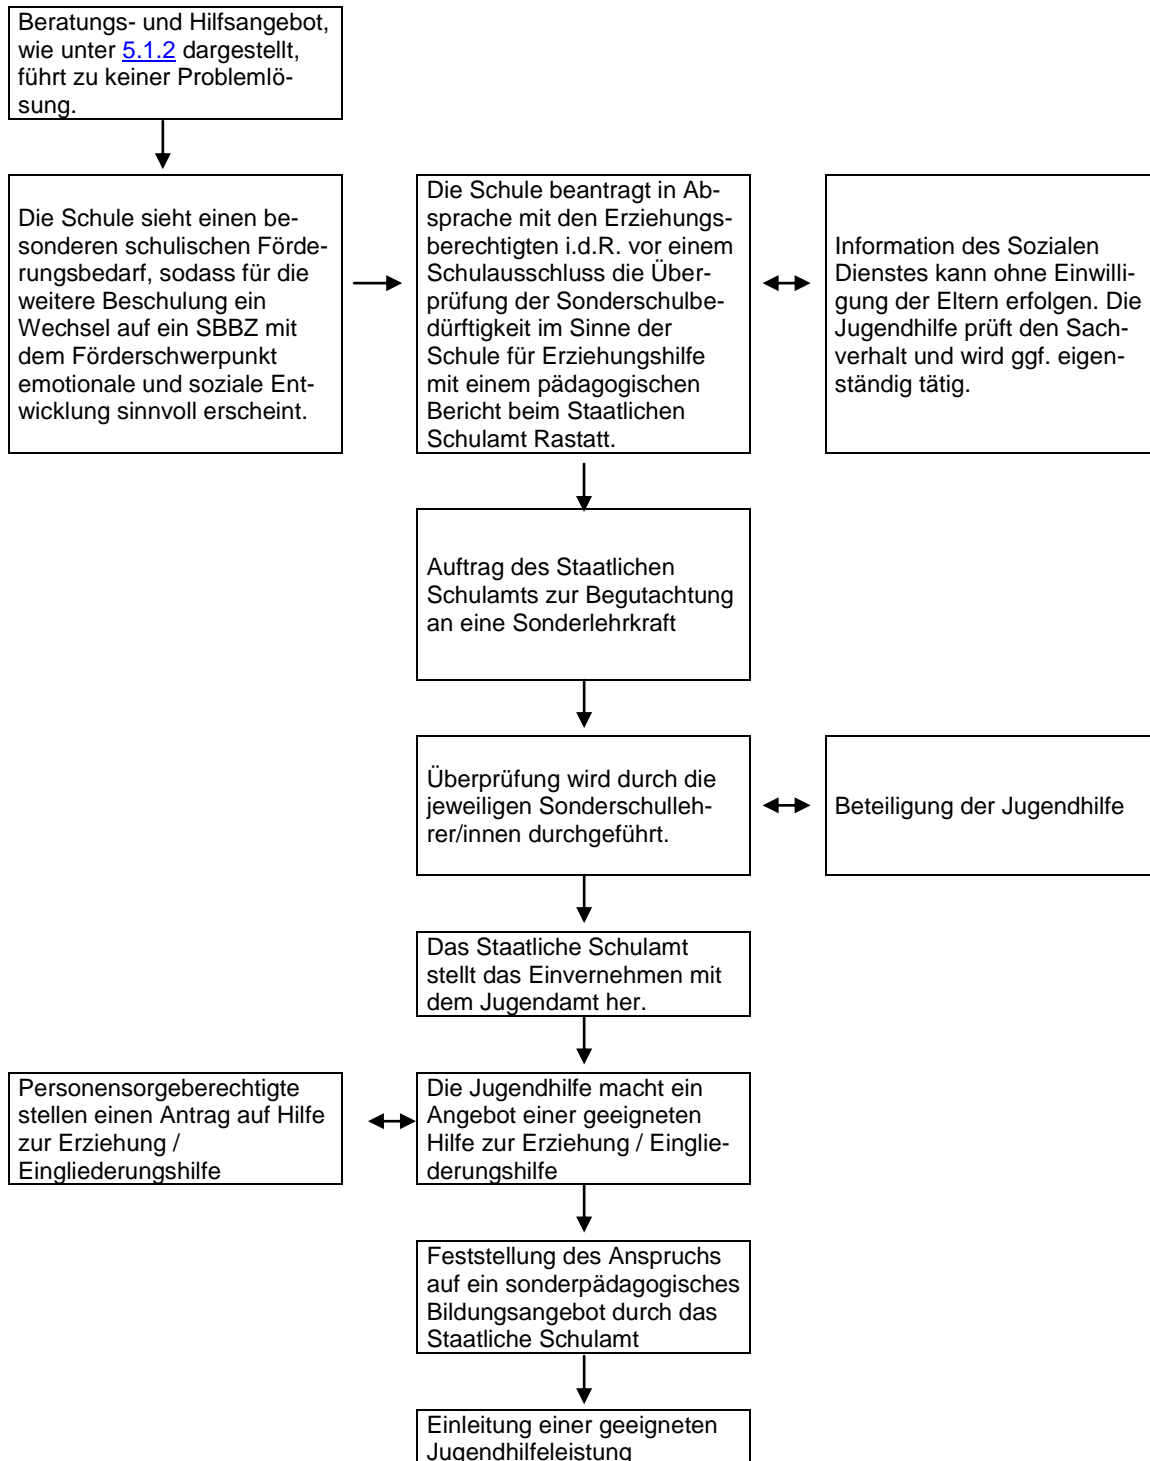 Beratungs- und Hilfsangebot,
wie unter 5.1.2 dargestellt,
führt zu keiner Problemlö-
sung.
Die Schule sieht einen be-
sonderen schulischen Förde-
rungsbedarf, sodass für die
weitere Beschulung ein
Wechsel auf ein SBBZ mit
dem Förderschwerpunkt
emotionale und soziale Ent-
wicklung sinnvoll erscheint.
Die Schule beantragt in Ab-
sprache mit den Erziehungs-
berechtigten i.d.R. vor einem
Schulausschluss die Über-
prüfung der Sonderschulbe-
dürftigkeit im Sinne der
Schule für Erziehungshilfe
mit einem pädagogischen
Bericht beim Staatlichen
Schulamt Rastatt.
Information des Sozialen
Dienstes kann ohne Einwilli-
gung der Eltern erfolgen. Die
Jugendhilfe prüft den Sach-
verhalt und wird ggf. eigen-
ständig tätig.
Auftrag des Staatlichen
Schulamts zur Begutachtung
an eine Sonderlehrkraft
Überprüfung wird durch die
jeweiligen Sonderschulleh-
rer/innen durchgeführt.
Beteiligung der Jugendhilfe
Das Staatliche Schulamt
stellt das Einvernehmen mit
dem Jugendamt her.
Personensorgeberechtigte
stellen einen Antrag auf Hilfe
zur Erziehung /
Eingliederungshilfe
Die Jugendhilfe macht ein
Angebot einer geeigneten
Hilfe zur Erziehung / Einglie-
derungshilfe
Feststellung des Anspruchs
auf ein sonderpädagogisches
Bildungsangebot durch das
Staatliche Schulamt
Einleitung einer geeigneten
Jugendhilfeleistung